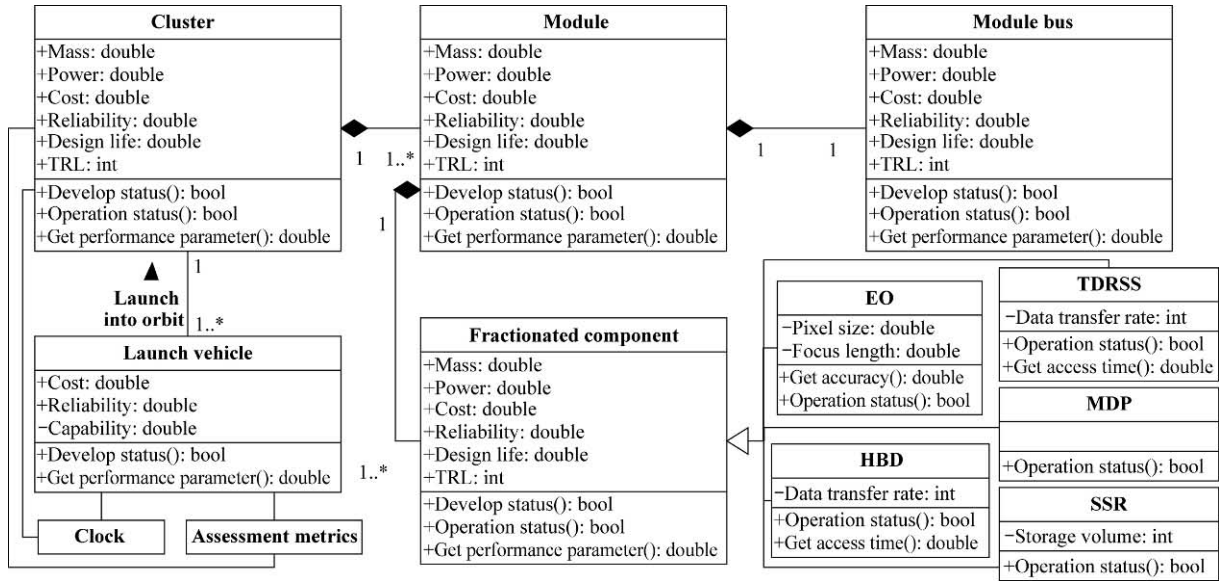 Cluster
+Mass: double
+Power: double
+Cost: double
+Reliability: double
+Design life: double
+TRL: int
+Develop status(): bool
+Operation status(): bool
+Get performance parameter(): double
1
1..*
Module
+Mass: double
+Power: double
+Cost: double
+Reliability: double
+Design life: double
+TRL: int
+Develop status(): bool
+Operation status(): bool
+Get performance parameter(): double
1
1
1
Module bus
+Mass: double
+Power: double
+Cost: double
+Reliability: double
+Design life: double
+TRL: int
+Develop status(): bool
+Operation status(): bool
+Get performance parameter(): double
1
Launch
into orbit
1..*
Launch vehicle
+Cost: double
+Reliability: double
−Capability: double
+Develop status(): bool
+Get performance parameter(): double
Clock
Assessment metrics
1..*
Fractionated component
+Mass: double
+Power: double
+Cost: double
+Reliability: double
+Design life: double
+TRL: int
+Develop status(): bool
+Operation status(): bool
+Get performance parameter(): double
EO
−Pixel size: double
−Focus length: double
+Get accuracy(): double
+Operation status(): bool
HBD
−Data transfer rate: int
+Operation status(): bool
+Get access time(): double
TDRSS
−Data transfer rate: int
+Operation status(): bool
+Get access time(): double
MDP
+Operation status(): bool
SSR
−Storage volume: int
+Operation status(): bool